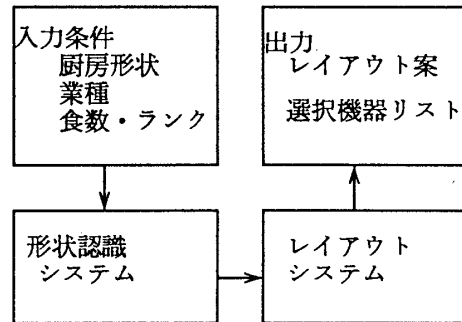 入力条件
厨房形状
業種
食数・ランク
出力
レイアウト案
選択機器リスト
形状認識
システム
レイアウト
システム